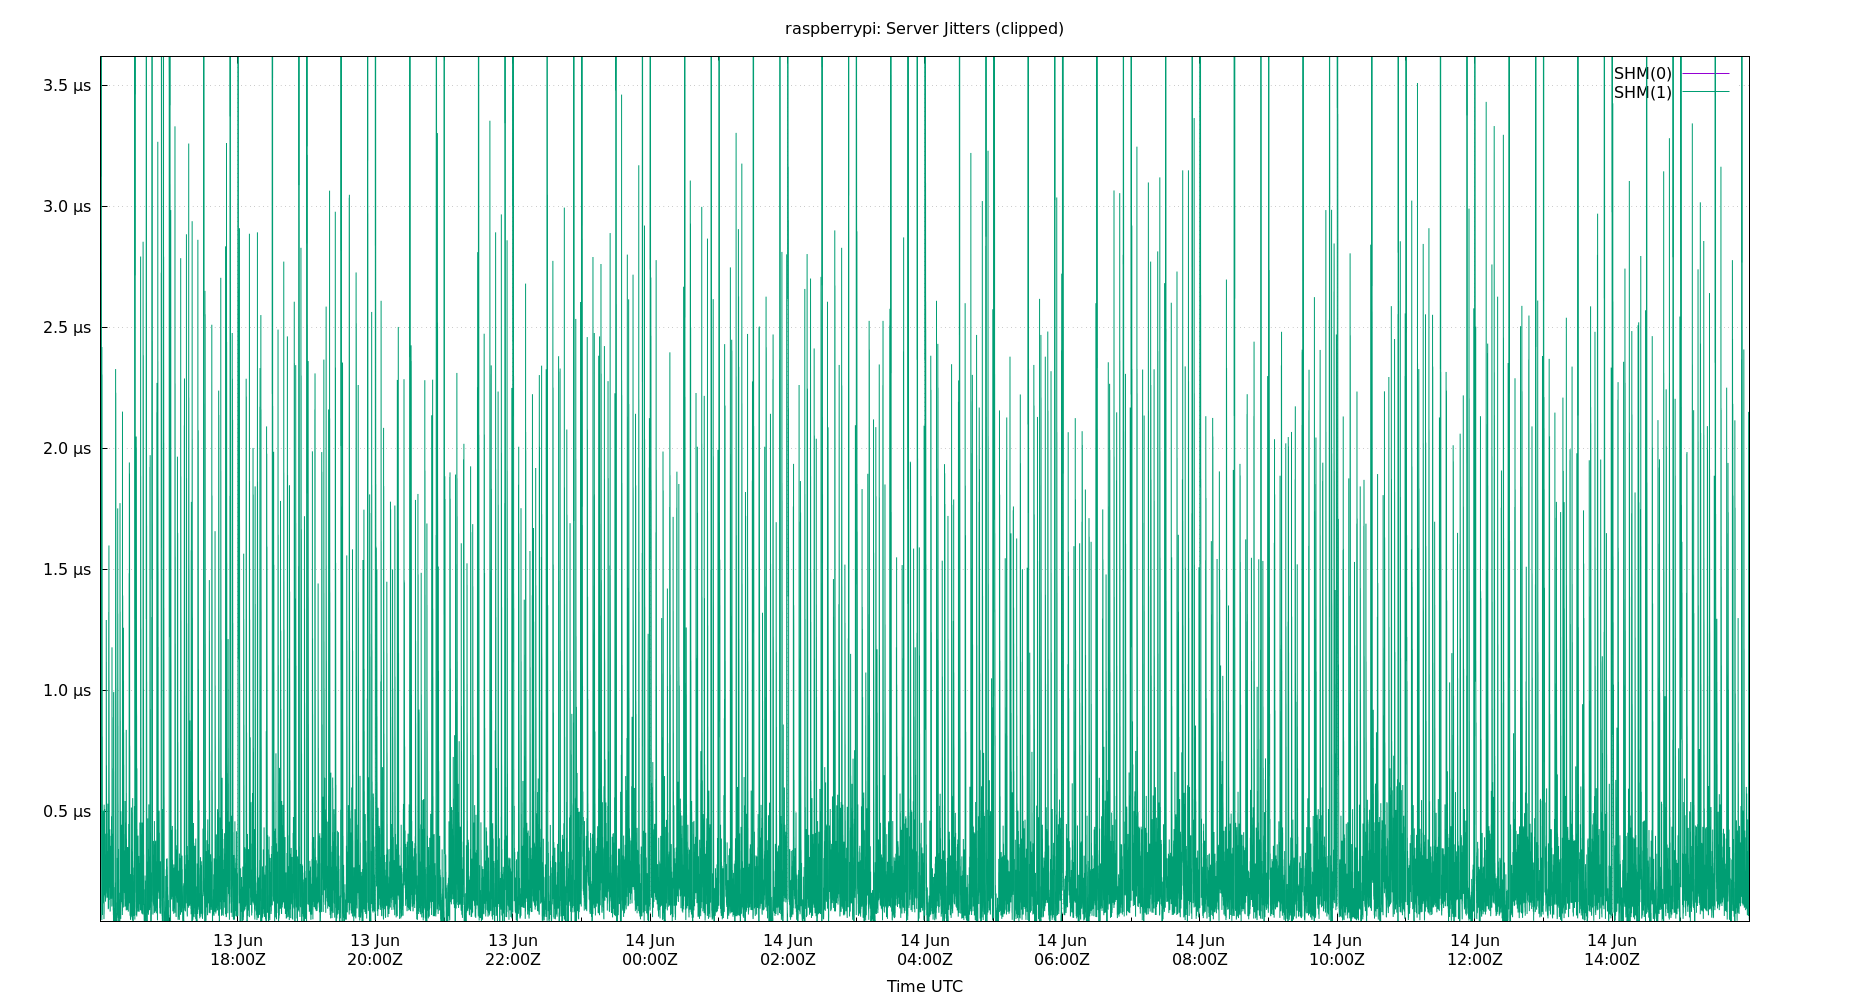 raspberrypi: Server Jitters (clipped)
SHM(0)
SHM(1)
3.5 µs
3.0 µs
2.5 µs
2.0 µs
1.5 µs
1.0 µs
0.5 µs
13 Jun 13 Jun 13 Jun 14 Jun 14 Jun 14 Jun 14 Jun 14 Jun 14 Jun 14 Jun 14 Jun
18:00Z 20:00Z 22:00Z 00:00Z 02:00Z 04:00Z 06:00Z 08:00Z 10:00Z 12:00Z 14:00Z
Time UTC